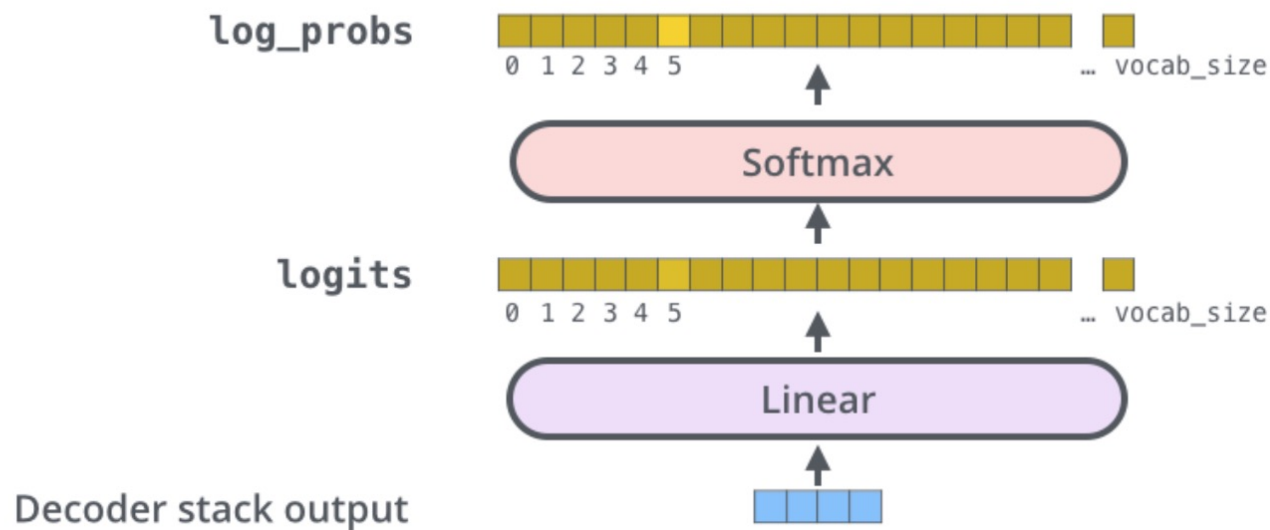 log_probs
0 1 2 3 4 5 … vocab_size
Softmax
logits
0 1 2 3 4 5 … vocab_size
Linear
Decoder stack output